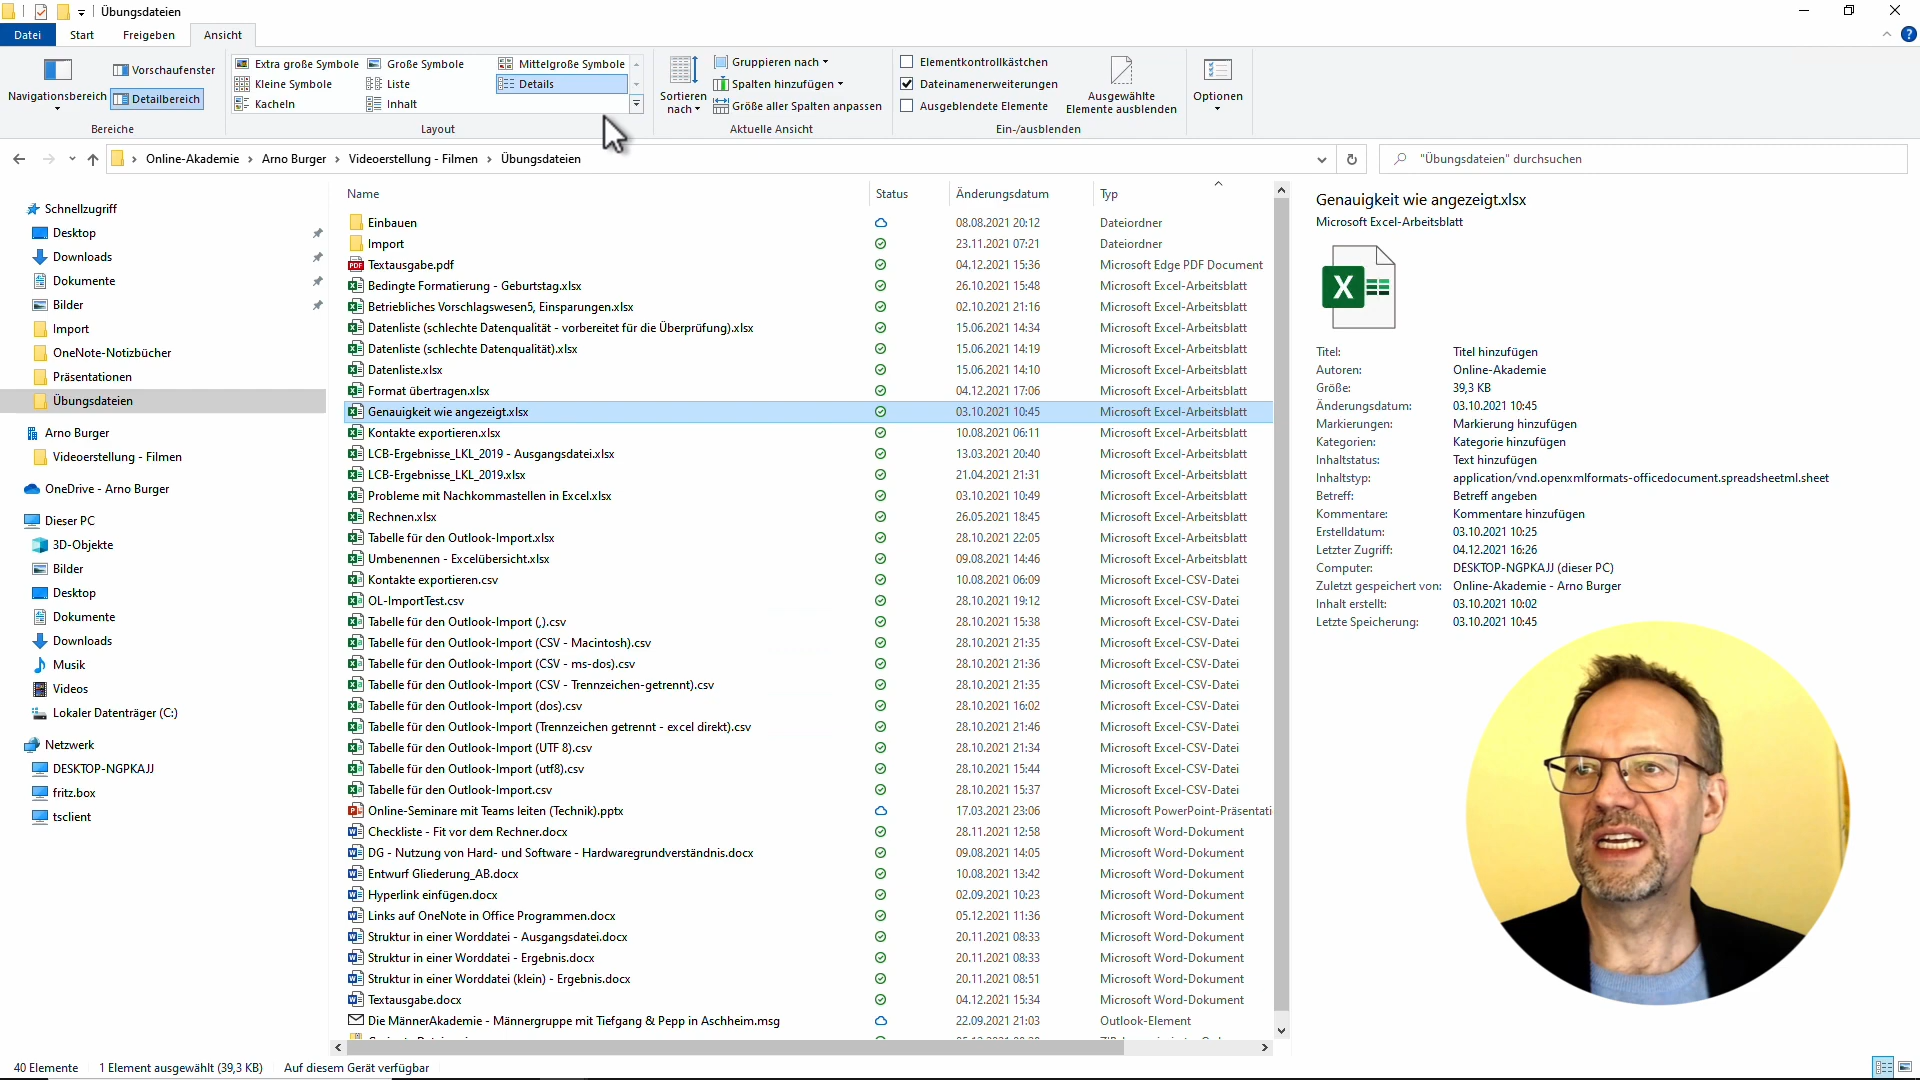 Übungsdateien
Datei Start Freigeben Ansicht
Navigationsbereich
Vorschaufenster
Detailbereich
Bereiche
Extra große Symbole Große Symbole Mittelgroße Symbole
Kleine Symbole Liste Details
Kacheln Inhalt
Layout
Sortieren nach
Gruppieren nach
Spalten hinzufügen
Größe aller Spalten anpassen
Aktuelle Ansicht
Elementkontrollkästchen
Dateinamenerweiterungen
Ausgeblendete Elemente
Ausgewählte
Elemente ausblenden
Ein-/ausblenden
Optionen
Online-Akademie › Arno Burger › Videoerstellung - Filmen › Übungsdateien
"Übungsdateien" durchsuchen
Schnellzugriff
Desktop
Downloads
Dokumente
Bilder
Import
OneNote-Notizbücher
Präsentationen
Übungsdateien
Arno Burger
Videoerstellung - Filmen
OneDrive - Arno Burger
Dieser PC
3D-Objekte
Bilder
Desktop
Dokumente
Downloads
Musik
Videos
Lokaler Datenträger (C:)
Netzwerk
DESKTOP-NGPKAJJ
fritz.box
tsclient
Name Status Änderungsdatum Typ
Einbauen 08.08.2021 20:12 Dateiordner
Import 23.11.2021 07:21 Dateiordner
Textausgabe.pdf 04.12.2021 15:36 Microsoft Edge PDF Document
Bedingte Formatierung - Geburtstag.xlsx 26.10.2021 15:48 Microsoft Excel-Arbeitsblatt
Betriebliches Vorschlagswesen5, Einsparungen.xlsx 02.10.2021 21:16 Microsoft Excel-Arbeitsblatt
Datenliste (schlechte Datenqualität - vorbereitet für die Überprüfung).xlsx 15.06.2021 14:34 Microsoft Excel-Arbeitsblatt
Datenliste (schlechte Datenqualität).xlsx 15.06.2021 14:19 Microsoft Excel-Arbeitsblatt
Datenliste.xlsx 15.06.2021 14:10 Microsoft Excel-Arbeitsblatt
Format übertragen.xlsx 04.12.2021 17:06 Microsoft Excel-Arbeitsblatt
Genauigkeit wie angezeigt.xlsx 03.10.2021 10:45 Microsoft Excel-Arbeitsblatt
Kontakte exportieren.xlsx 10.08.2021 06:11 Microsoft Excel-Arbeitsblatt
LCB-Ergebnisse_LKL_2019 - Ausgangsdatei.xlsx 13.03.2021 20:40 Microsoft Excel-Arbeitsblatt
LCB-Ergebnisse_LKL_2019.xlsx 21.04.2021 21:31 Microsoft Excel-Arbeitsblatt
Probleme mit Nachkommastellen in Excel.xlsx 03.10.2021 10:49 Microsoft Excel-Arbeitsblatt
Rechnen.xlsx 26.05.2021 18:45 Microsoft Excel-Arbeitsblatt
Tabelle für den Outlook-Import.xlsx 28.10.2021 22:05 Microsoft Excel-Arbeitsblatt
Umbenennen - Excelübersicht.xlsx 09.08.2021 14:46 Microsoft Excel-Arbeitsblatt
Kontakte exportieren.csv 10.08.2021 06:09 Microsoft Excel-CSV-Datei
OL-ImportTest.csv 28.10.2021 19:12 Microsoft Excel-CSV-Datei
Tabelle für den Outlook-Import (,).csv 28.10.2021 15:38 Microsoft Excel-CSV-Datei
Tabelle für den Outlook-Import (CSV - Macintosh).csv 28.10.2021 21:35 Microsoft Excel-CSV-Datei
Tabelle für den Outlook-Import (CSV - ms-dos).csv 28.10.2021 21:36 Microsoft Excel-CSV-Datei
Tabelle für den Outlook-Import (CSV - Trennzeichen-getrennt).csv 28.10.2021 21:35 Microsoft Excel-CSV-Datei
Tabelle für den Outlook-Import (dos).csv 28.10.2021 16:02 Microsoft Excel-CSV-Datei
Tabelle für den Outlook-Import (Trennzeichen getrennt - excel direkt).csv 28.10.2021 21:46 Microsoft Excel-CSV-Datei
Tabelle für den Outlook-Import (UTF 8).csv 28.10.2021 21:34 Microsoft Excel-CSV-Datei
Tabelle für den Outlook-Import (utf8).csv 28.10.2021 15:44 Microsoft Excel-CSV-Datei
Tabelle für den Outlook-Import.csv 28.10.2021 15:37 Microsoft Excel-CSV-Datei
Online-Seminare mit Teams leiten (Technik).pptx 17.03.2021 23:06 Microsoft PowerPoint-Präsentati
Checkliste - Fit vor dem Rechner.docx 28.11.2021 12:58 Microsoft Word-Dokument
DG - Nutzung von Hard- und Software - Hardwaregrundverständnis.docx 09.08.2021 14:05 Microsoft Word-Dokument
Entwurf Gliederung_AB.docx 10.08.2021 13:42 Microsoft Word-Dokument
Hyperlink einfügen.docx 02.09.2021 10:23 Microsoft Word-Dokument
Links auf OneNote in Office Programmen.docx 05.12.2021 11:36 Microsoft Word-Dokument
Struktur in einer Worddatei - Ausgangsdatei.docx 20.11.2021 08:33 Microsoft Word-Dokument
Struktur in einer Worddatei - Ergebnis.docx 20.11.2021 08:33 Microsoft Word-Dokument
Struktur in einer Worddatei (klein) - Ergebnis.docx 20.11.2021 08:51 Microsoft Word-Dokument
Textausgabe.docx 04.12.2021 15:34 Microsoft Word-Dokument
Die MännerAkademie - Männergruppe mit Tiefgang & Pepp in Aschheim.msg 22.09.2021 21:03 Outlook-Element
Genauigkeit wie angezeigt.xlsx
Microsoft Excel-Arbeitsblatt
Titel: Titel hinzufügen
Autoren: Online-Akademie
Größe: 39,3 KB
Änderungsdatum: 03.10.2021 10:45
Markierungen: Markierung hinzufügen
Kategorien: Kategorie hinzufügen
Inhaltstatus: Text hinzufügen
Inhaltstyp: application/vnd.openxmlformats-officedocument.spreadsheetml.sheet
Betreff: Betreff angeben
Kommentare: Kommentare hinzufügen
Erstelldatum: 03.10.2021 10:25
Letzter Zugriff: 04.12.2021 16:26
Computer: DESKTOP-NGPKAJJ (dieser PC)
Zuletzt gespeichert von: Online-Akademie - Arno Burger
Inhalt erstellt: 03.10.2021 10:02
Letzte Speicherung: 03.10.2021 10:45
40 Elemente 1 Element ausgewählt (39,3 KB) Auf diesem Gerät verfügbar